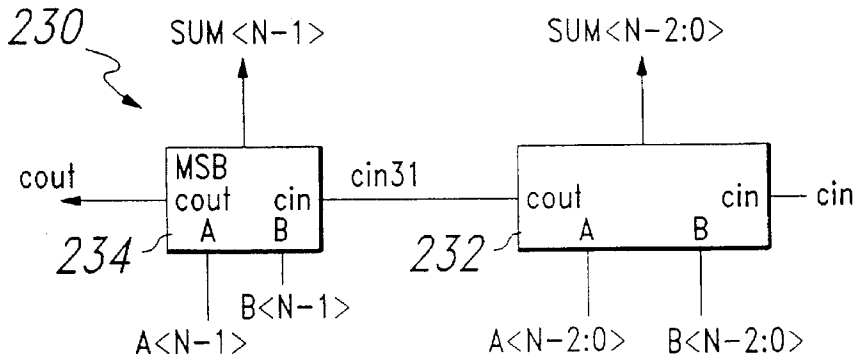 230
SUM<N-1>
SUM<N-2:0>
MSB
cout
cout
cin
cin31
cout
cin
cin
A
B
A
B
234
232
B<N-1>
A<N-1>
A<N-2:0>
B<N-2:0>